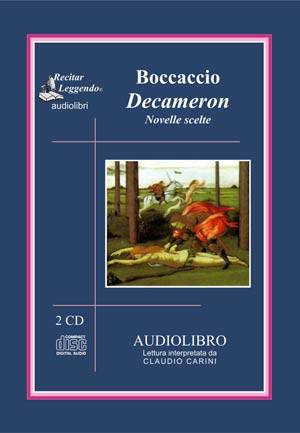 Recitar
Leggendo®
audiolibri
Boccaccio
Decameron
Novelle scelte
2 CD
COMPACT
disc
DIGITAL AUDIO
AUDIOLIBRO
Lettura interpretata da
CLAUDIO CARINI